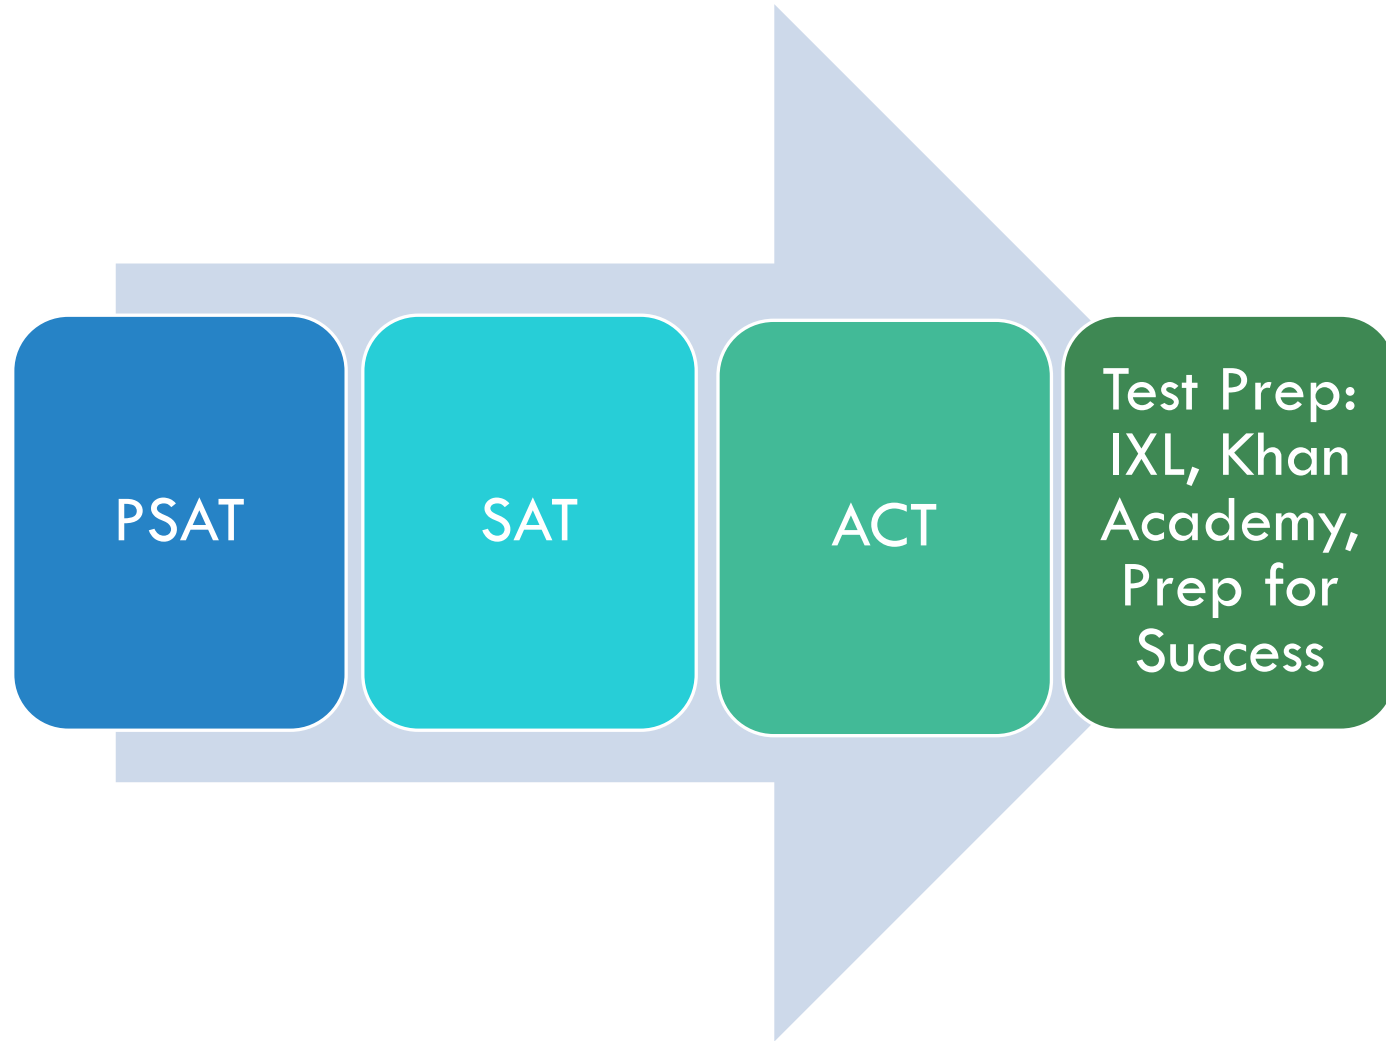 PSAT
SAT
ACT
Test Prep:
IXL, Khan
Academy,
Prep for
Success